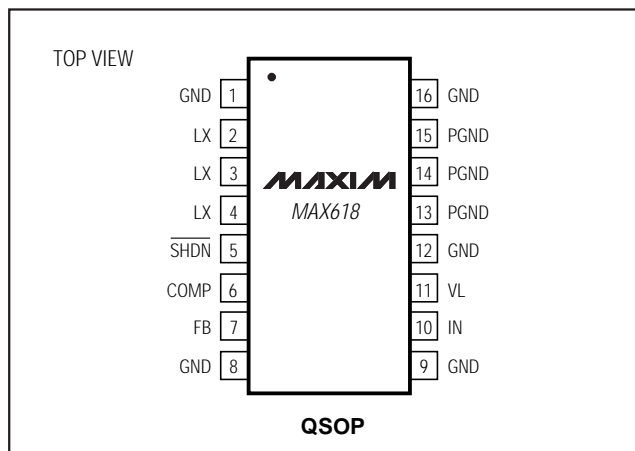 TOP VIEW
GND 1
LX 2
LX 3
LX 4
SHDN 5
COMP 6
FB 7
GND 8
MAXIM
MAX618
16 GND
15 PGND
14 PGND
13 PGND
12 GND
11 VL
10 IN
9 GND
QSOP